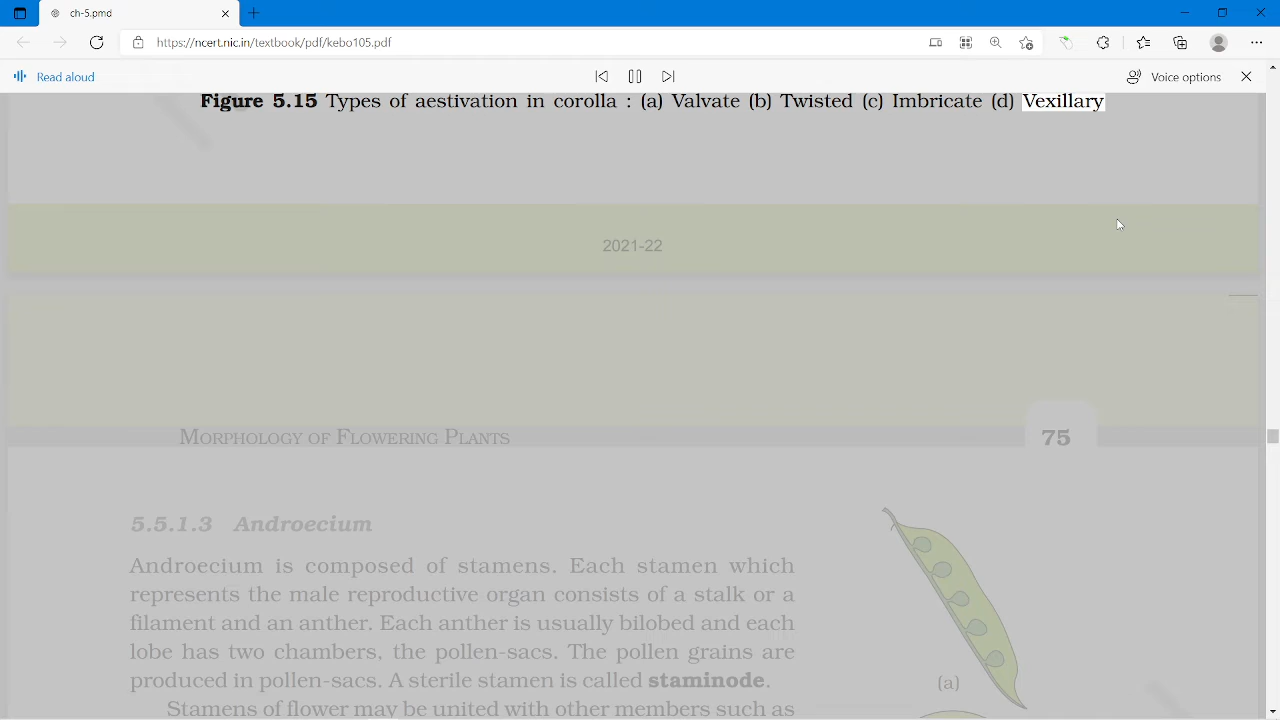 ch-5.pmd
https://ncert.nic.in/textbook/pdf/kebo105.pdf
Read aloud
Voice options
Figure 5.15 Types of aestivation in corolla : (a) Valvate (b) Twisted (c) Imbricate (d) Vexillary
2021-22
MORPHOLOGY OF FLOWERING PLANTS
75
5.5.1.3 Androecium
Androecium is composed of stamens. Each stamen which
represents the male reproductive organ consists of a stalk or a
filament and an anther. Each anther is usually bilobed and each
lobe has two chambers, the pollen-sacs. The pollen grains are
produced in pollen-sacs. A sterile stamen is called staminode.
(a)
Stamens of flower may be united with other members such as